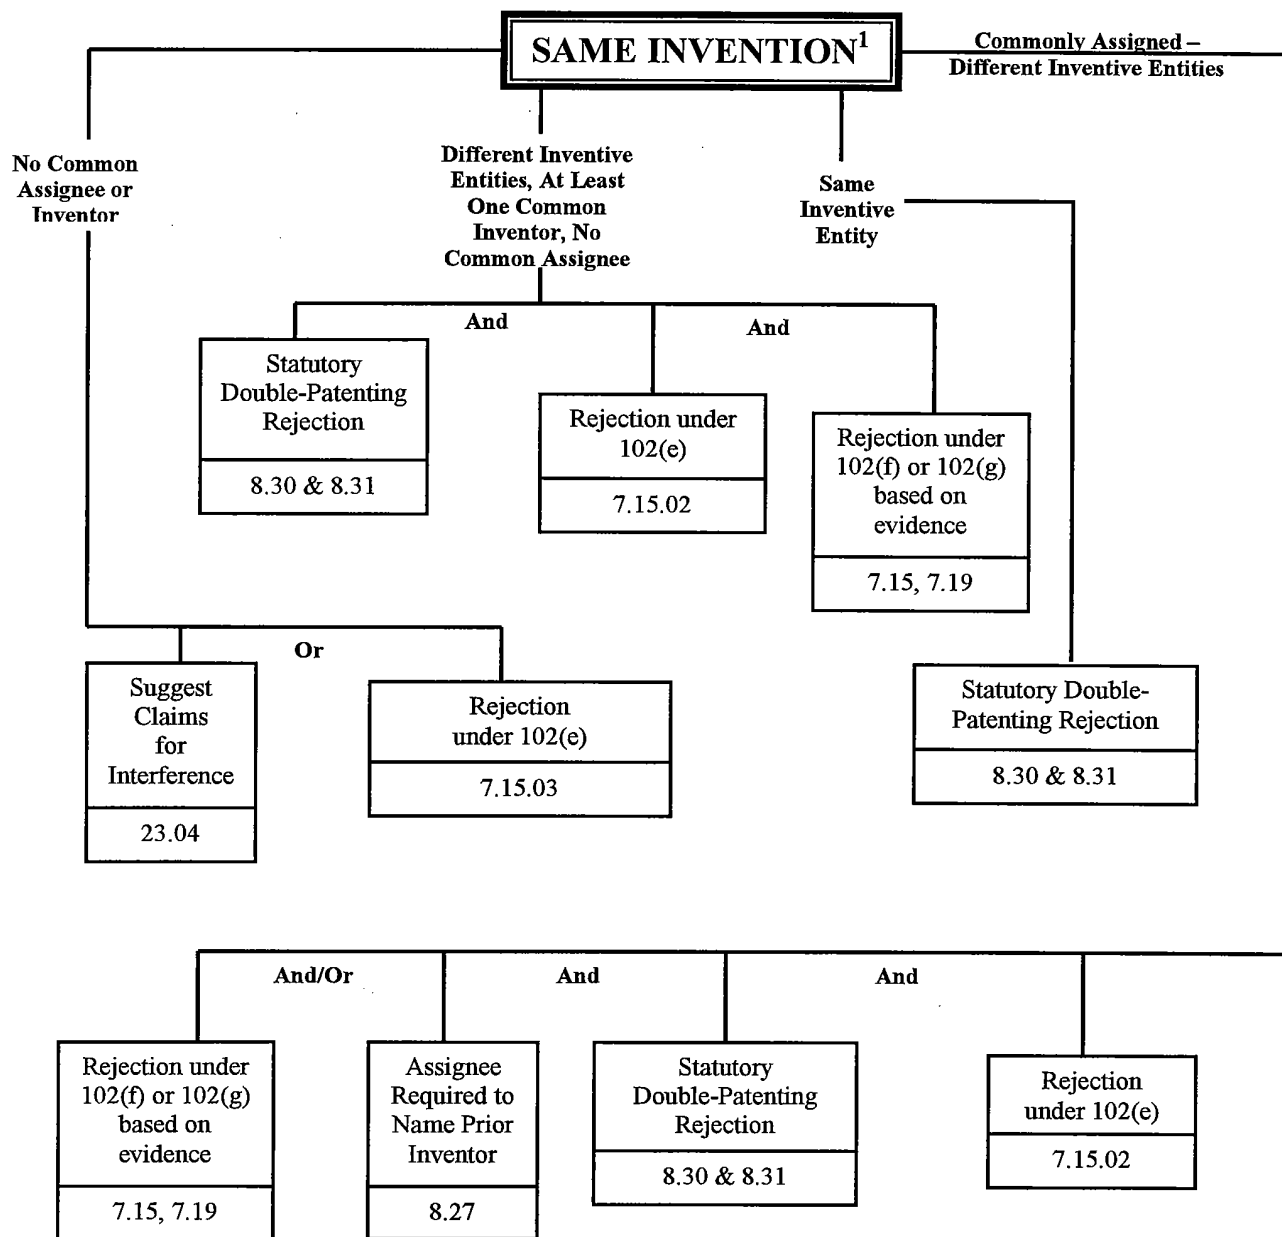 SAME INVENTION¹
Commonly Assigned –
Different Inventive Entities
No Common
Assignee or
Inventor
Different Inventive
Entities, At Least
One Common
Inventor, No
Common Assignee
Same
Inventive
Entity
And
And
Statutory
Double-Patenting
Rejection
8.30 & 8.31
Rejection under
102(e)
7.15.02
Rejection under
102(f) or 102(g)
based on
evidence
7.15, 7.19
Or
Suggest
Claims
for
Interference
23.04
Rejection
under 102(e)
7.15.03
Statutory Double-
Patenting Rejection
8.30 & 8.31
And/Or
And
And
Rejection under
102(f) or 102(g)
based on
evidence
7.15, 7.19
Assignee
Required to
Name Prior
Inventor
8.27
Statutory
Double-Patenting
Rejection
8.30 & 8.31
Rejection
under 102(e)
7.15.02